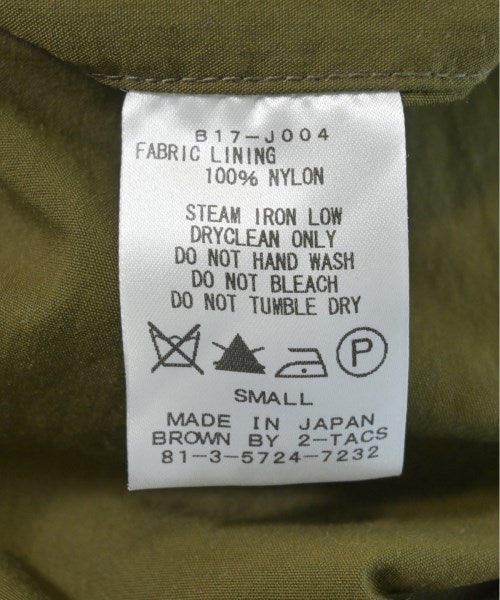 B17-J004
FABRIC LINING
100% NYLON
STEAM IRON LOW
DRYCLEAN ONLY
DO NOT HAND WASH
DO NOT BLEACH
DO NOT TUMBLE DRY
P
SMALL
MADE IN JAPAN
BROWN BY 2-TACS
81-3-5724-7232